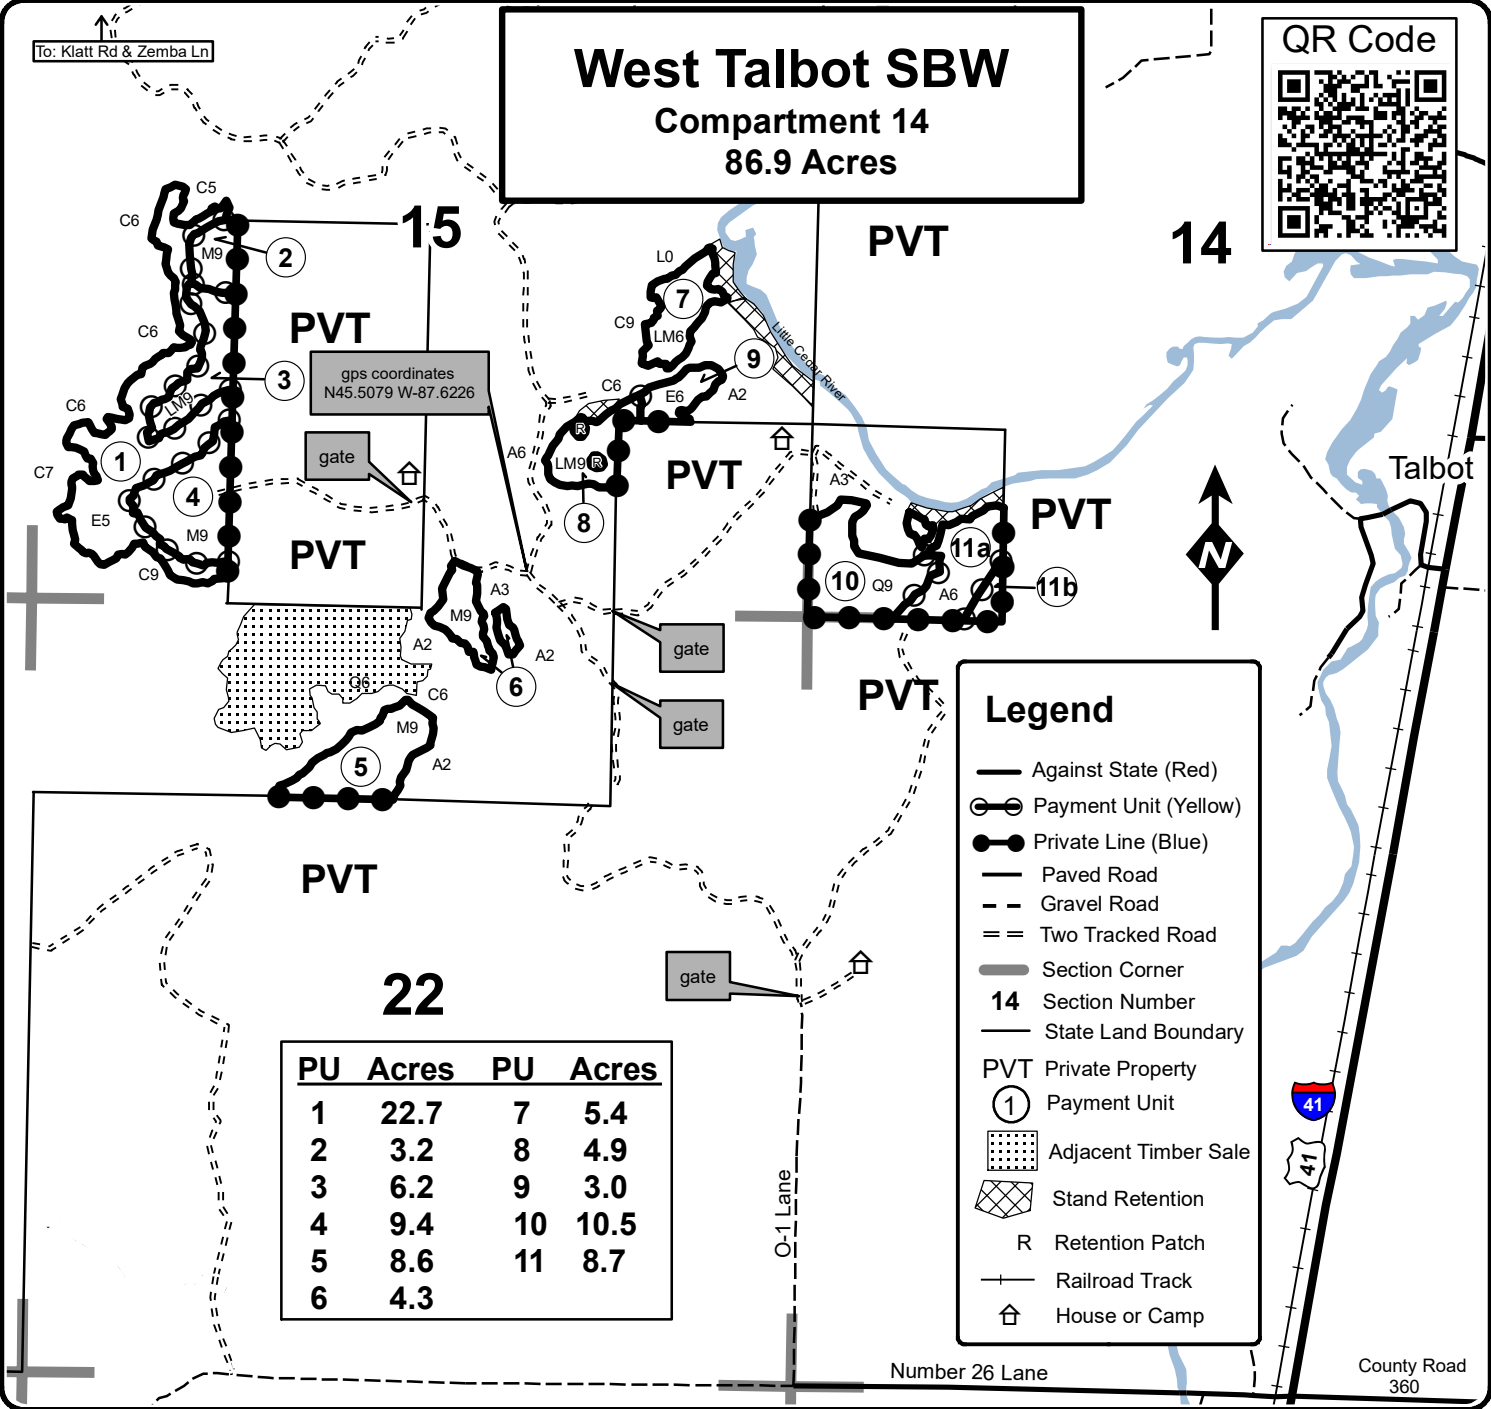 To: Klatt Rd & Zemba Ln
West Talbot SBW
Compartment 14
86.9 Acres
QR Code
15
14
PVT
PVT
PVT
PVT
PVT
PVT
PVT
22
C5
C6
M9
2
C6
3
LM9
C6
1
C7
4
E5
M9
C9
gps coordinates
N45.5079 W-87.6226
gate
L0
7
C9
LM6
Little Cedar River
9
C6
E6
A2
R
A6
LM9
R
8
A3
11a
10
Q9
A6
11b
Talbot
N
A3
M9
A2
A2
6
gate
gate
Q6
C6
M9
5
A2
gate
O-1 Lane
Number 26 Lane
County Road
360
41
41
Legend
Against State (Red)
Payment Unit (Yellow)
Private Line (Blue)
Paved Road
Gravel Road
Two Tracked Road
Section Corner
14 Section Number
State Land Boundary
PVT Private Property
1 Payment Unit
Adjacent Timber Sale
Stand Retention
R Retention Patch
Railroad Track
House or Camp
PU Acres PU Acres
1 22.7 7 5.4
2 3.2 8 4.9
3 6.2 9 3.0
4 9.4 10 10.5
5 8.6 11 8.7
6 4.3